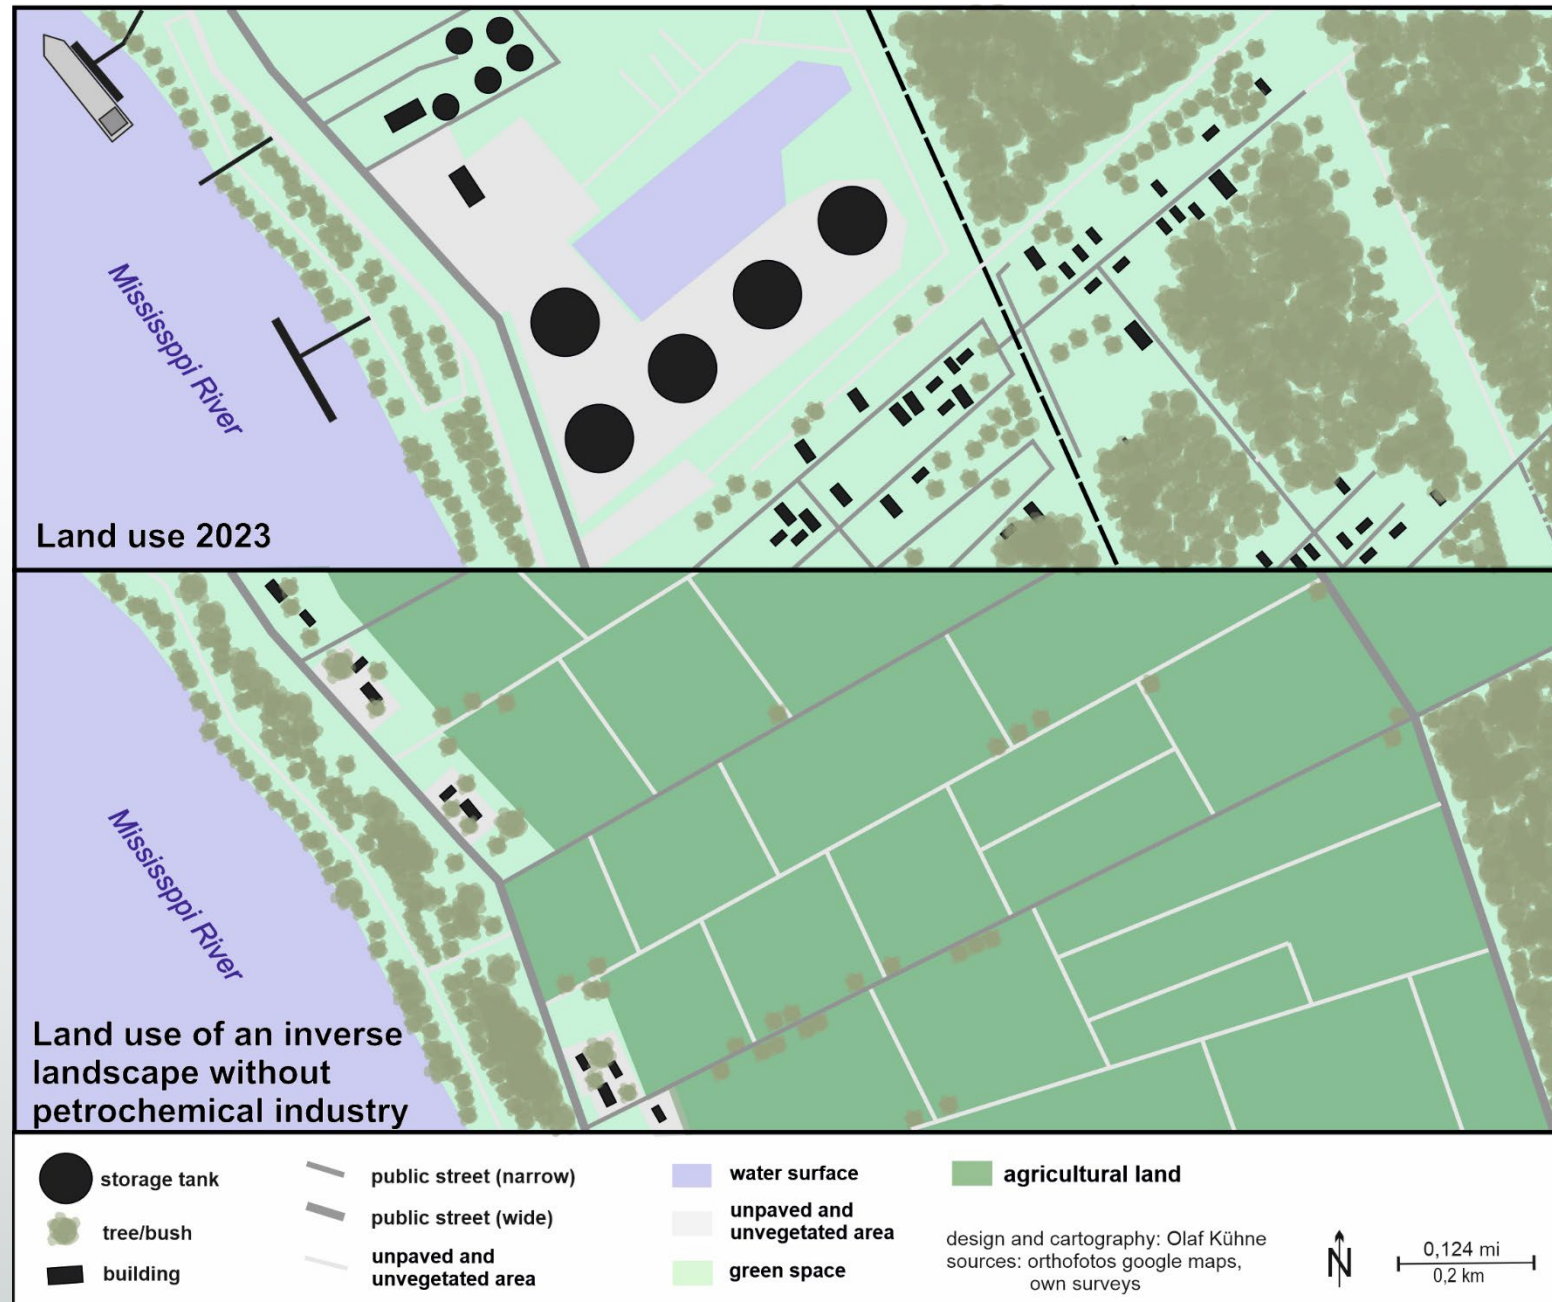 Mississppi River
Land use 2023
Mississppi River
Land use of an inverse
landscape without
petrochemical industry
storage tank
tree/bush
building
public street (narrow)
public street (wide)
unpaved and
unvegetated area
water surface
unpaved and
unvegetated area
green space
agricultural land
design and cartography: Olaf Kühne
sources: orthofotos google maps,
own surveys
N
0,124 mi
0,2 km